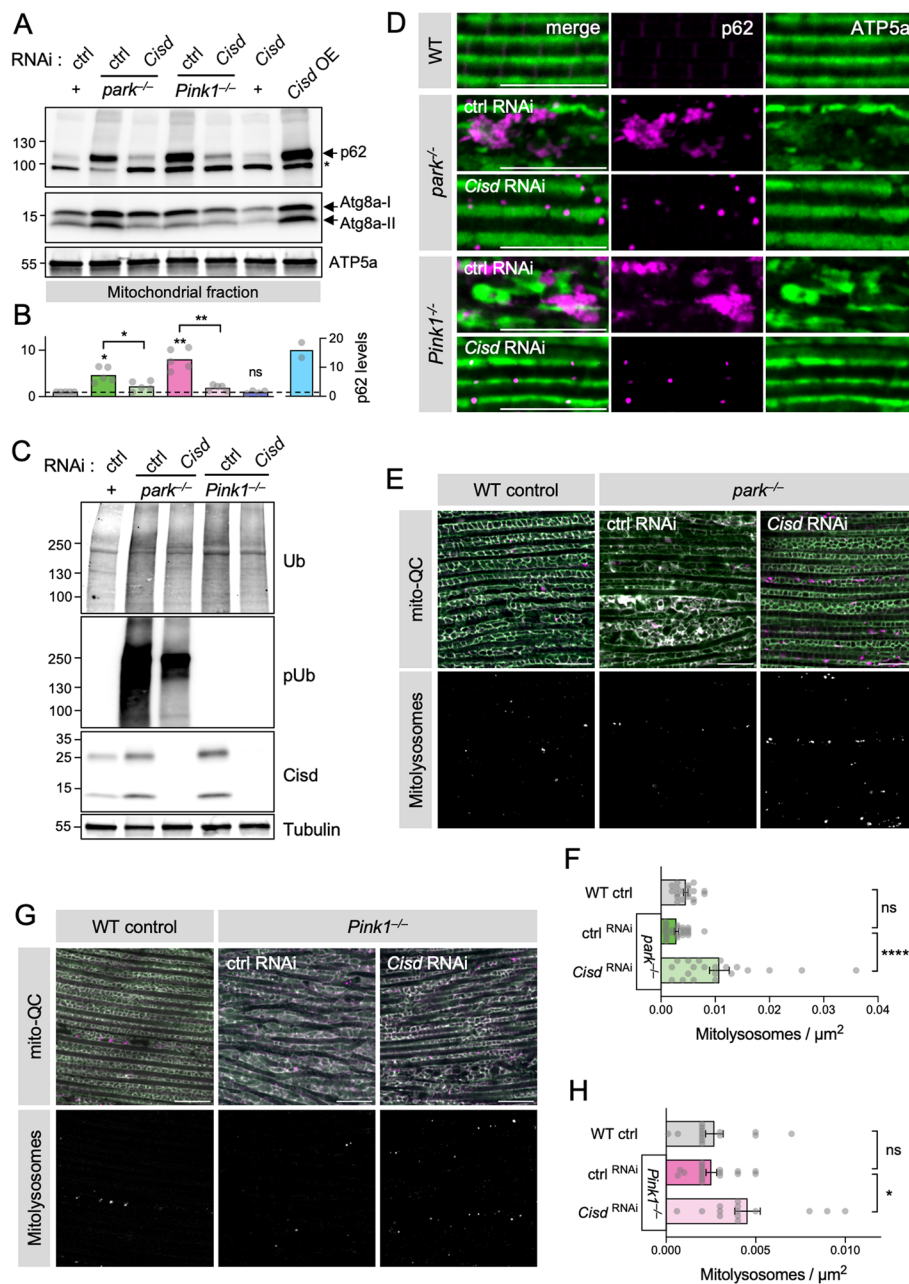 A
RNAi : ctrl ctrl Cisd ctrl Cisd Cisd Cisd OE
+ park–/– Pink1–/– +
130
100
p62
*
15
Atg8a-I
Atg8a-II
55
ATP5a
Mitochondrial fraction
B
10
0
* * ** ** ns
20
10
0
p62 levels
C
RNAi : ctrl ctrl Cisd ctrl Cisd
+ park–/– Pink1–/–
250
130
100
Ub
250
130
100
pUb
35
25
15
Cisd
55
Tubulin
D
merge p62 ATP5a
WT
park–/–
ctrl RNAi
Cisd RNAi
Pink1–/–
ctrl RNAi
Cisd RNAi
E
WT control park–/–
ctrl RNAi Cisd RNAi
mito-QC
Mitolysosomes
F
WT ctrl
ctrl RNAi
Cisd RNAi
park–/–
ns
****
0.00 0.01 0.02 0.03 0.04
Mitolysosomes / µm2
G
WT control Pink1–/–
ctrl RNAi Cisd RNAi
mito-QC
Mitolysosomes
H
WT ctrl
ctrl RNAi
Cisd RNAi
Pink1–/–
ns
*
0.000 0.005 0.010
Mitolysosomes / µm2